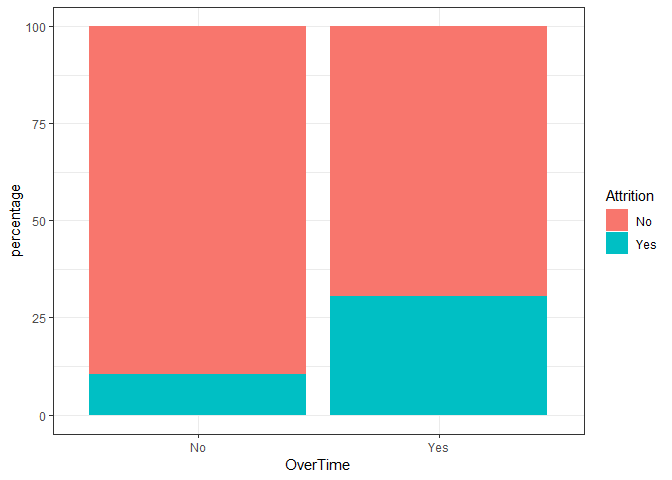 100
75
50
25
0
percentage
No
Yes
OverTime
Attrition
No
Yes